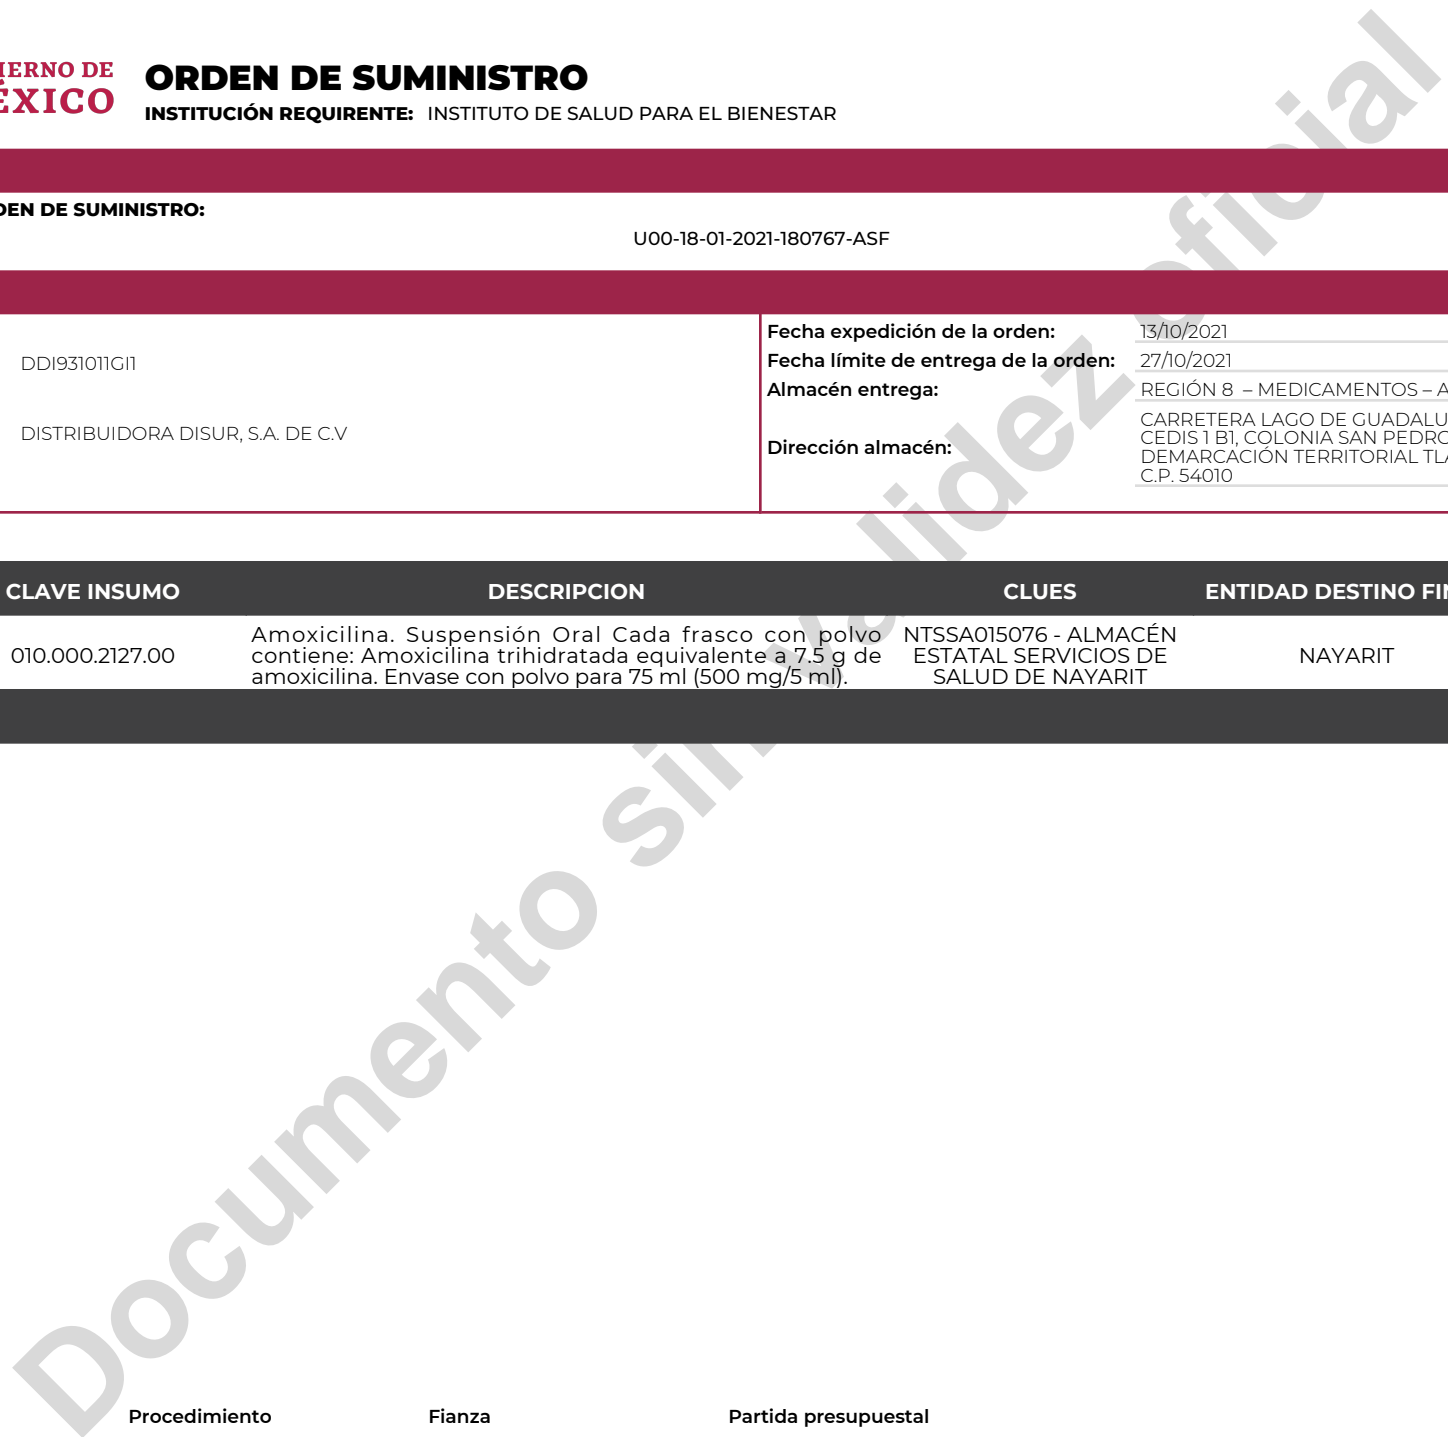 IERNO DE
ÉXICO
ORDEN DE SUMINISTRO
INSTITUCIÓN REQUIRENTE: INSTITUTO DE SALUD PARA EL BIENESTAR
DEN DE SUMINISTRO:
U00-18-01-2021-180767-ASF
DDI931011GI1
DISTRIBUIDORA DISUR, S.A. DE C.V
Fecha expedición de la orden: 13/10/2021
Fecha límite de entrega de la orden: 27/10/2021
Almacén entrega: REGIÓN 8 – MEDICAMENTOS – A
Dirección almacén:
CARRETERA LAGO DE GUADALU
CEDIS 1 B1, COLONIA SAN PEDRO
DEMARCACIÓN TERRITORIAL TLA
C.P. 54010
CLAVE INSUMO DESCRIPCION CLUES ENTIDAD DESTINO FIN
010.000.2127.00
Amoxicilina. Suspensión Oral Cada frasco con polvo
contiene: Amoxicilina trihidratada equivalente a 7.5 g de
amoxicilina. Envase con polvo para 75 ml (500 mg/5 ml).
NTSSA015076 - ALMACÉN
ESTATAL SERVICIOS DE
SALUD DE NAYARIT
NAYARIT
Documento sin validez oficial
Procedimiento Fianza Partida presupuestal